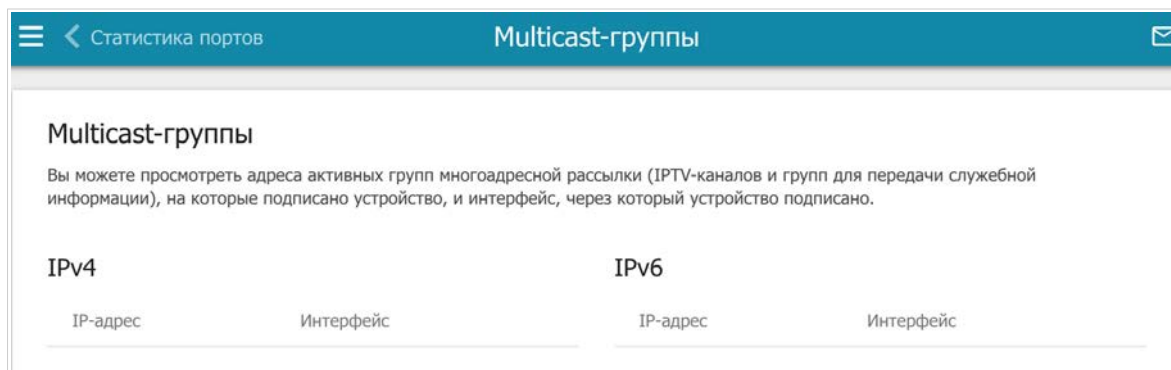 Статистика портов
Multicast-группы
Multicast-группы
Вы можете просмотреть адреса активных групп многоадресной рассылки (IPTV-каналов и групп для передачи служебной
информации), на которые подписано устройство, и интерфейс, через который устройство подписано.
IPv4
IPv6
IP-адрес Интерфейс IP-адрес Интерфейс